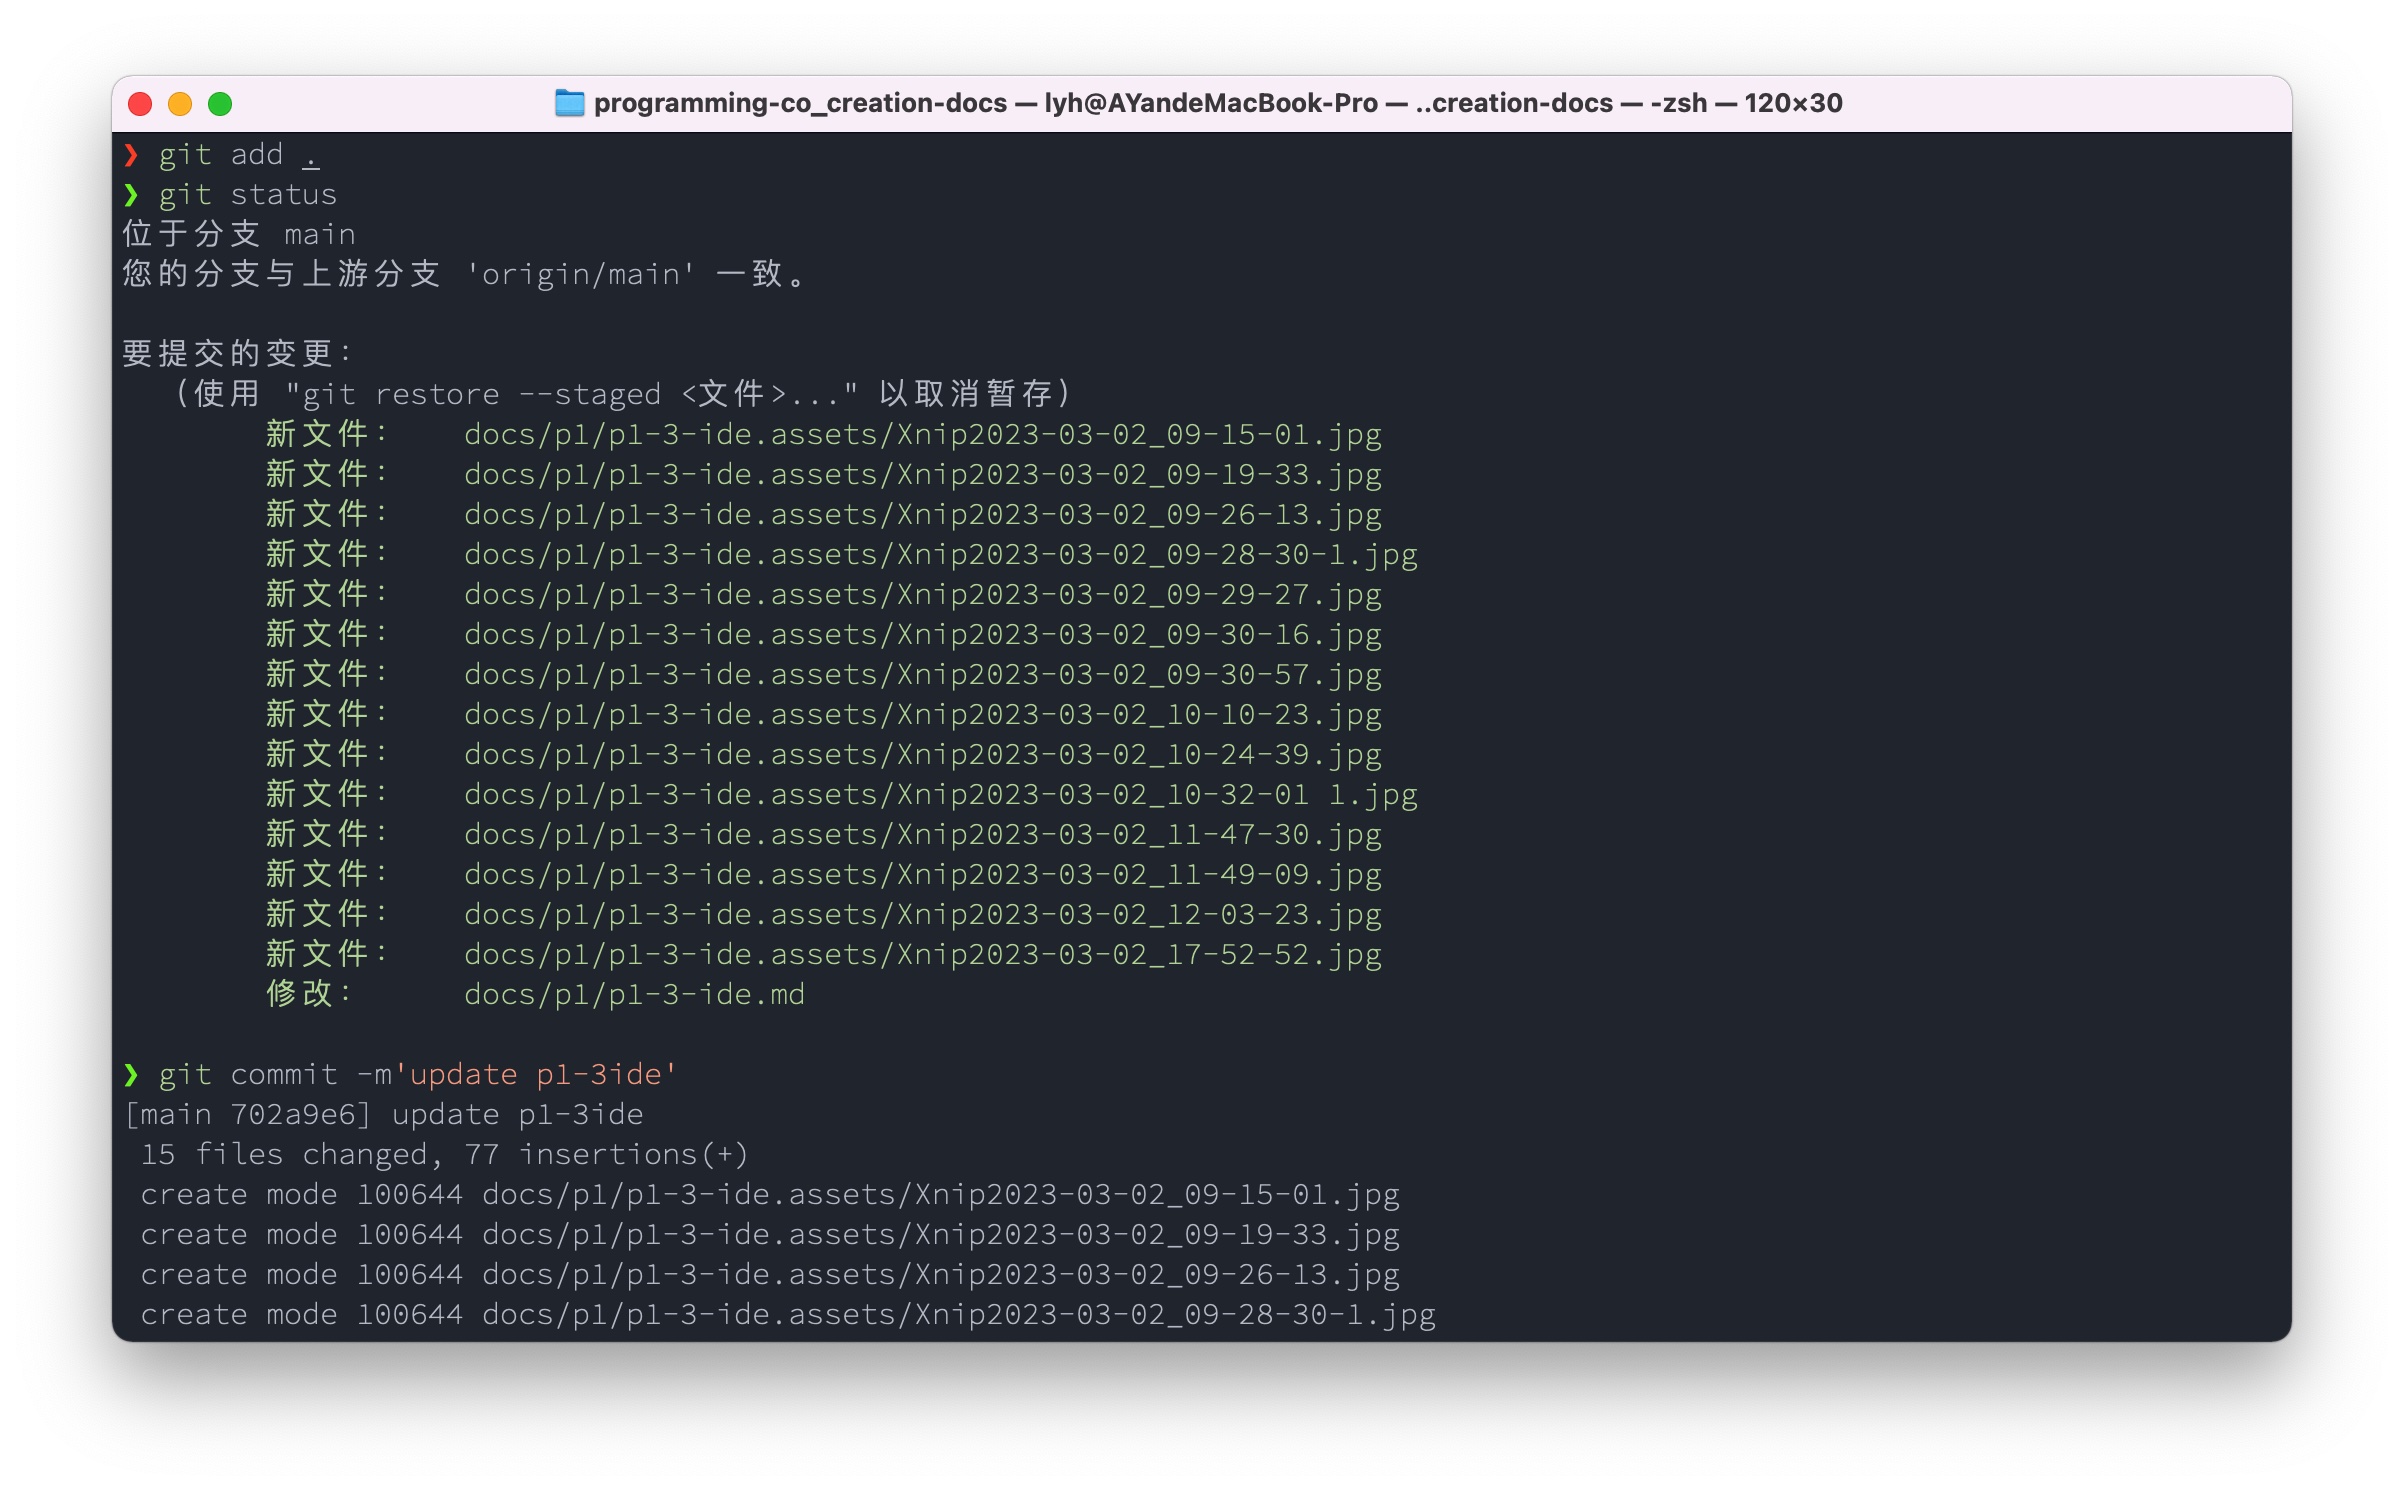 programming-co_creation-docs — lyh@AYandeMacBook-Pro — ..creation-docs — -zsh — 120×30
❯ git add .
❯ git status
位于分支 main
您的分支与上游分支 'origin/main' 一致。
要提交的变更：
（使用 "git restore --staged <文件>..." 以取消暂存）
新文件： docs/p1/p1-3-ide.assets/Xnip2023-03-02_09-15-01.jpg
新文件： docs/p1/p1-3-ide.assets/Xnip2023-03-02_09-19-33.jpg
新文件： docs/p1/p1-3-ide.assets/Xnip2023-03-02_09-26-13.jpg
新文件： docs/p1/p1-3-ide.assets/Xnip2023-03-02_09-28-30-1.jpg
新文件： docs/p1/p1-3-ide.assets/Xnip2023-03-02_09-29-27.jpg
新文件： docs/p1/p1-3-ide.assets/Xnip2023-03-02_09-30-16.jpg
新文件： docs/p1/p1-3-ide.assets/Xnip2023-03-02_09-30-57.jpg
新文件： docs/p1/p1-3-ide.assets/Xnip2023-03-02_10-10-23.jpg
新文件： docs/p1/p1-3-ide.assets/Xnip2023-03-02_10-24-39.jpg
新文件： docs/p1/p1-3-ide.assets/Xnip2023-03-02_10-32-01 1.jpg
新文件： docs/p1/p1-3-ide.assets/Xnip2023-03-02_11-47-30.jpg
新文件： docs/p1/p1-3-ide.assets/Xnip2023-03-02_11-49-09.jpg
新文件： docs/p1/p1-3-ide.assets/Xnip2023-03-02_12-03-23.jpg
新文件： docs/p1/p1-3-ide.assets/Xnip2023-03-02_17-52-52.jpg
修改： docs/p1/p1-3-ide.md
❯ git commit -m'update p1-3ide'
[main 702a9e6] update p1-3ide
15 files changed, 77 insertions(+)
create mode 100644 docs/p1/p1-3-ide.assets/Xnip2023-03-02_09-15-01.jpg
create mode 100644 docs/p1/p1-3-ide.assets/Xnip2023-03-02_09-19-33.jpg
create mode 100644 docs/p1/p1-3-ide.assets/Xnip2023-03-02_09-26-13.jpg
create mode 100644 docs/p1/p1-3-ide.assets/Xnip2023-03-02_09-28-30-1.jpg